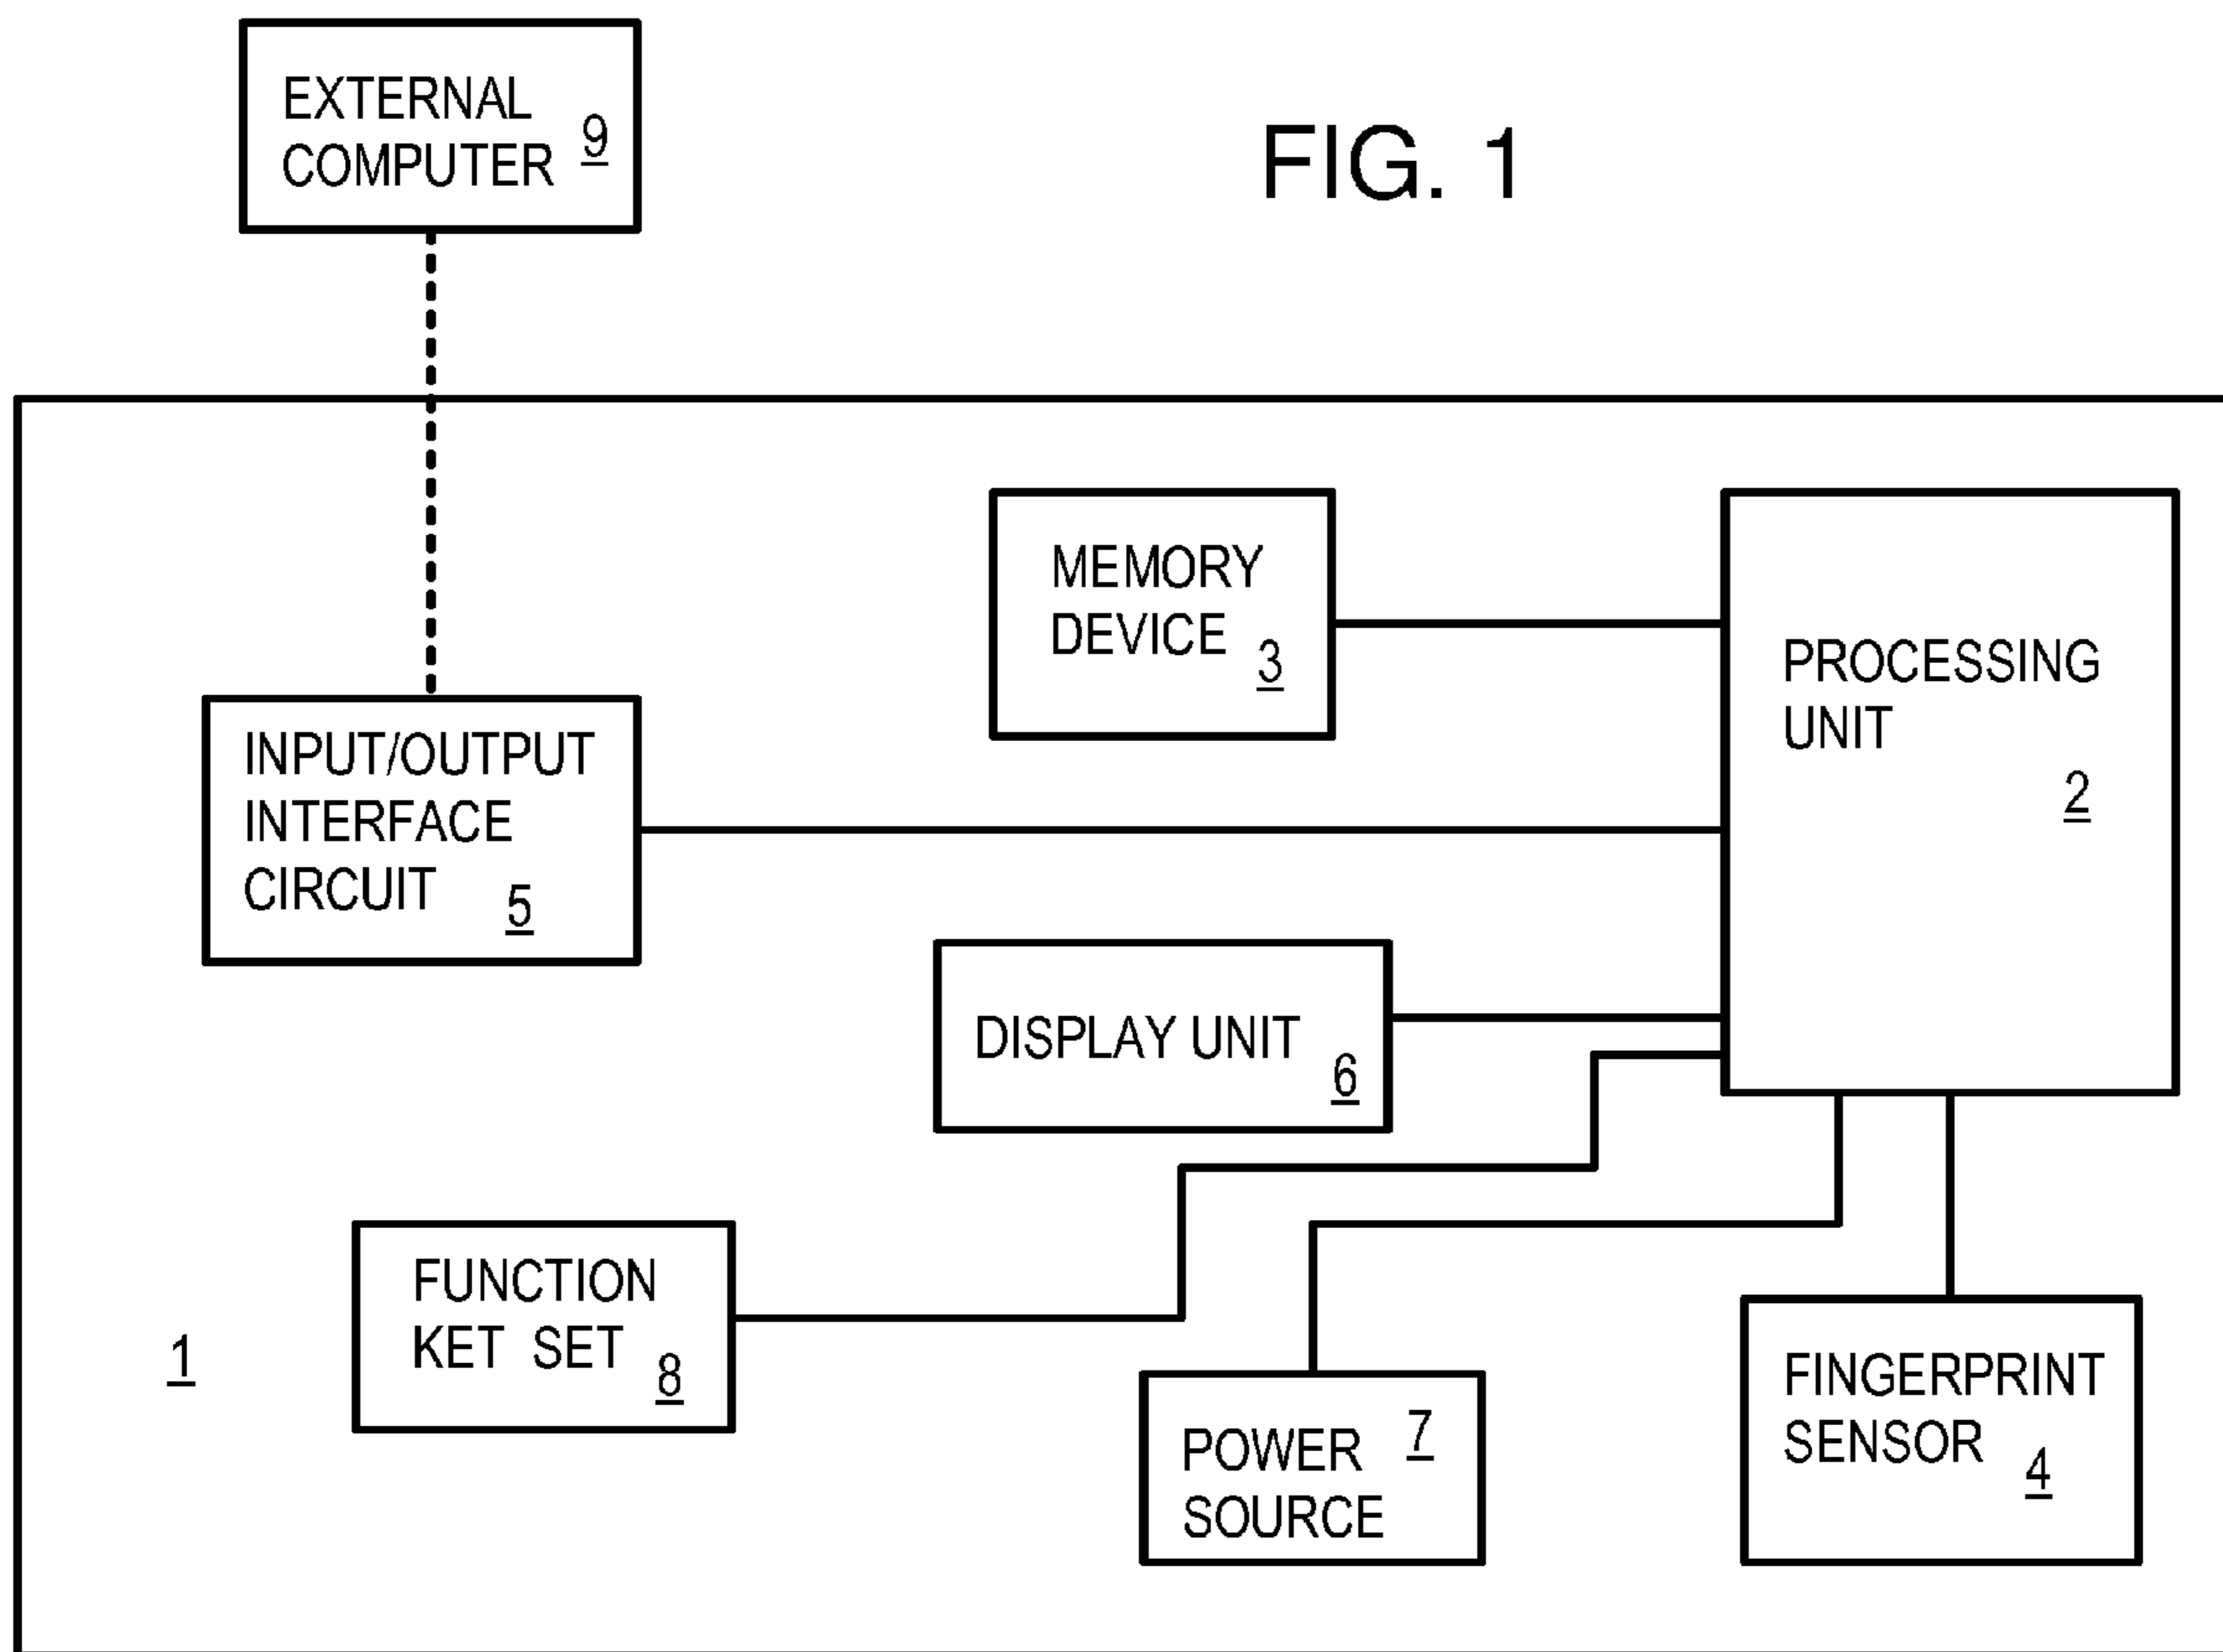 EXTERNAL
COMPUTER 9
FIG. 1
MEMORY
DEVICE 3
PROCESSING
UNIT
2
INPUT/OUTPUT
INTERFACE
CIRCUIT 5
DISPLAY UNIT 6
FUNCTION
KET SET 8
1
POWER 7
SOURCE
FINGERPRINT
SENSOR 4